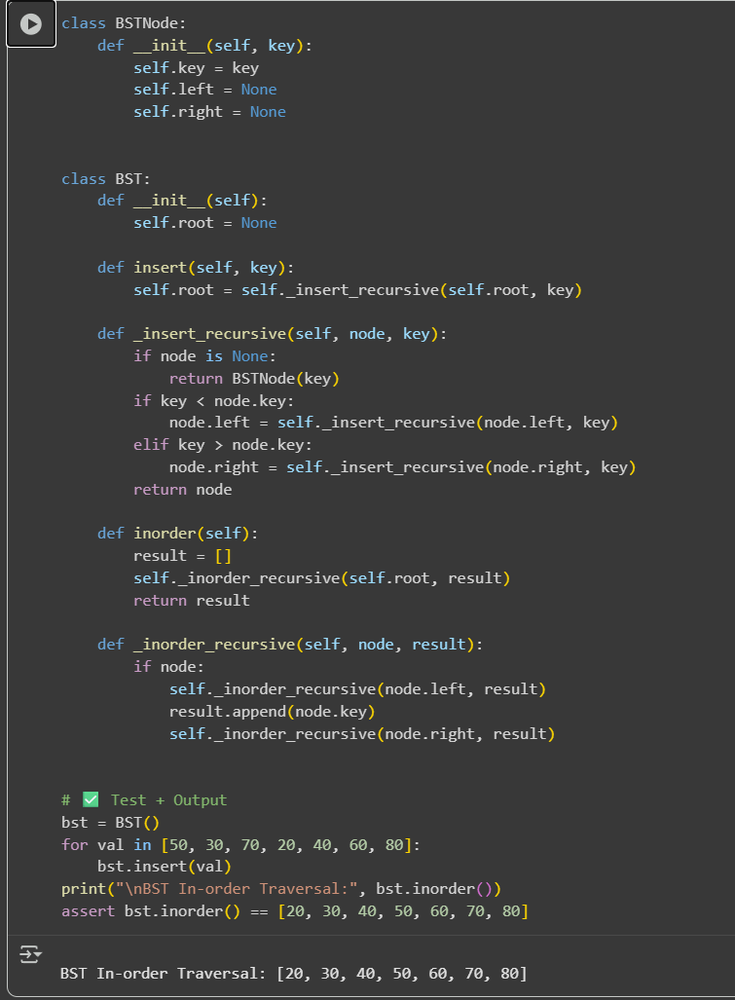 class BSTNode:
    def __init__(self, key):
        self.key = key
        self.left = None
        self.right = None
class BST:
    def __init__(self):
        self.root = None
    def insert(self, key):
        self.root = self._insert_recursive(self.root, key)
    def _insert_recursive(self, node, key):
        if node is None:
            return BSTNode(key)
        if key < node.key:
            node.left = self._insert_recursive(node.left, key)
        elif key > node.key:
            node.right = self._insert_recursive(node.right, key)
        return node
    def inorder(self):
        result = []
        self._inorder_recursive(self.root, result)
        return result
    def _inorder_recursive(self, node, result):
        if node:
            self._inorder_recursive(node.left, result)
            result.append(node.key)
            self._inorder_recursive(node.right, result)
# ✅ Test + Output
bst = BST()
for val in [50, 30, 70, 20, 40, 60, 80]:
    bst.insert(val)
print("\nBST In-order Traversal:", bst.inorder())
assert bst.inorder() == [20, 30, 40, 50, 60, 70, 80]
BST In-order Traversal: [20, 30, 40, 50, 60, 70, 80]